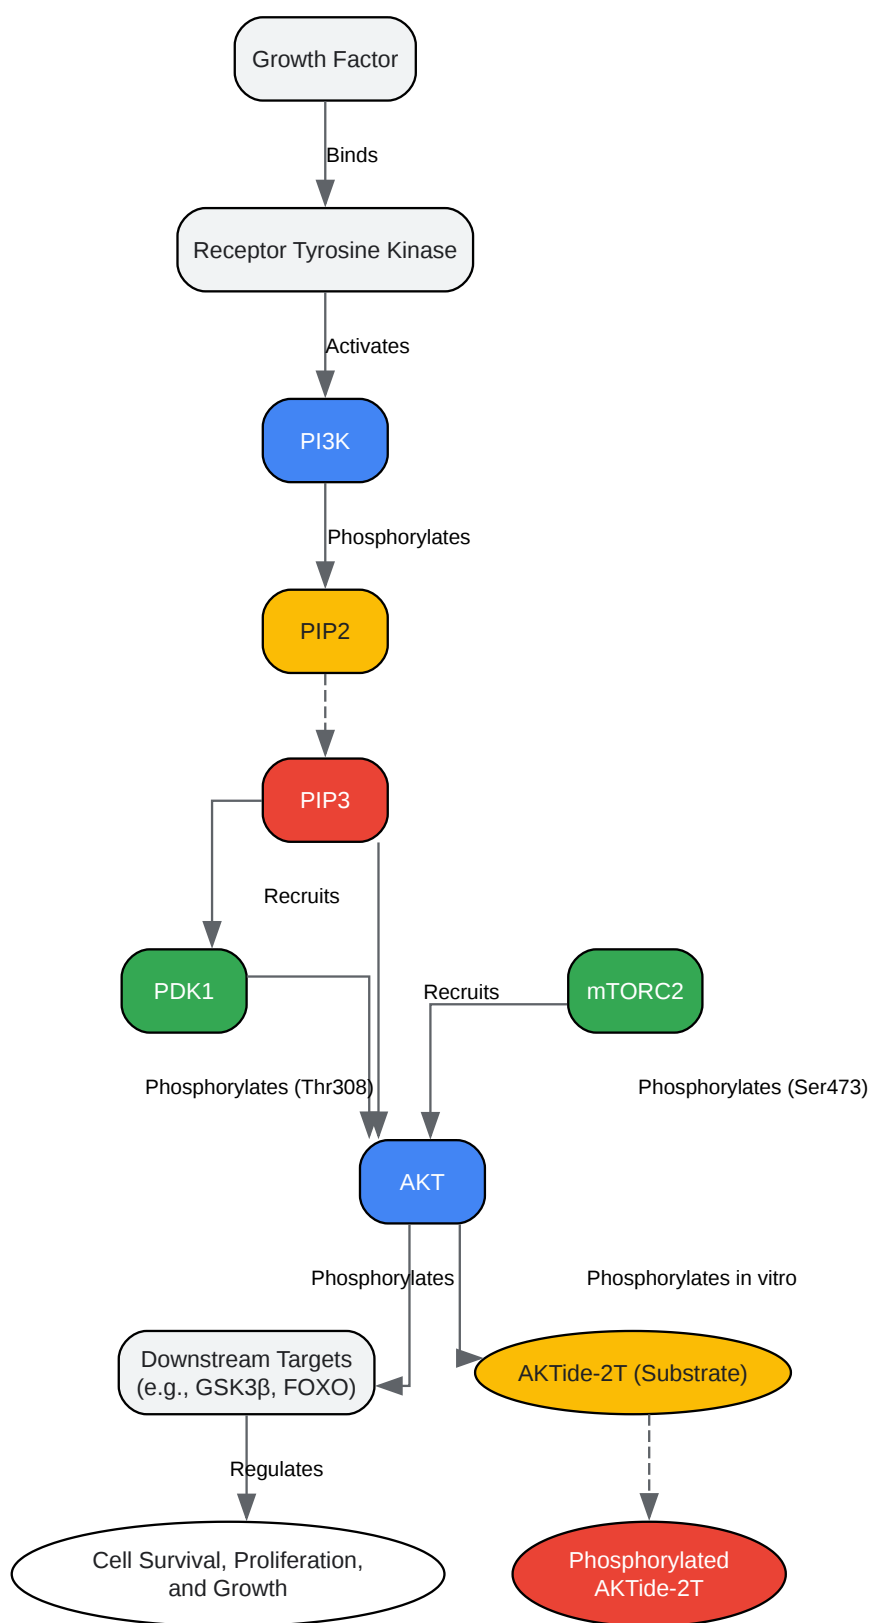 Growth Factor
Binds
Receptor Tyrosine Kinase
Activates
PI3K
Phosphorylates
PIP2
PIP3
Recruits
PDK1
Recruits
mTORC2
Phosphorylates (Thr308)
Phosphorylates (Ser473)
AKT
Phosphorylates
Phosphorylates in vitro
Downstream Targets
(e.g., GSK3β, FOXO)
AKTide-2T (Substrate)
Regulates
Cell Survival, Proliferation,
and Growth
Phosphorylated
AKTide-2T